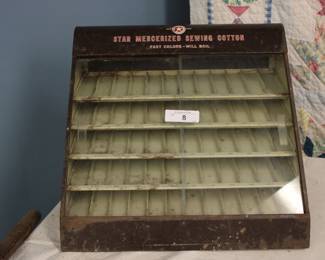 STAR MERCERIZED SEWING COTTON
FAST COLORS - WILL BOIL
8